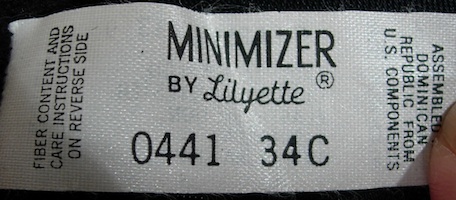 FIBER CONTENT AND
CARE INSTRUCTIONS
ON REVERSE SIDE
MINIMIZER
BY Lilyette ®
0441 34C
ASSEMBLED
DOMINICAN
REPUBLIC FROM
U.S. COMPONENTS